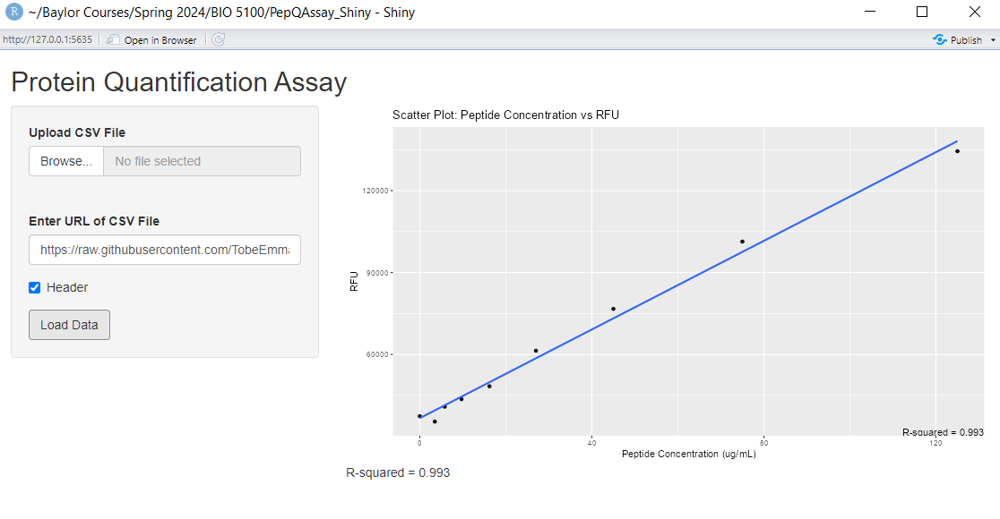 R ~/Baylor Courses/Spring 2024/BIO 5100/PepQAssay_Shiny - Shiny
http://127.0.0.1:5635 Open in Browser Publish
Protein Quantification Assay
Upload CSV File
Browse... No file selected
Enter URL of CSV File
https://raw.githubusercontent.com/TobeEmma
Header
Load Data
Scatter Plot: Peptide Concentration vs RFU
RFU
120000
90000
60000
R-squared = 0.993
0 40 80 120
Peptide Concentration (ug/mL)
R-squared = 0.993